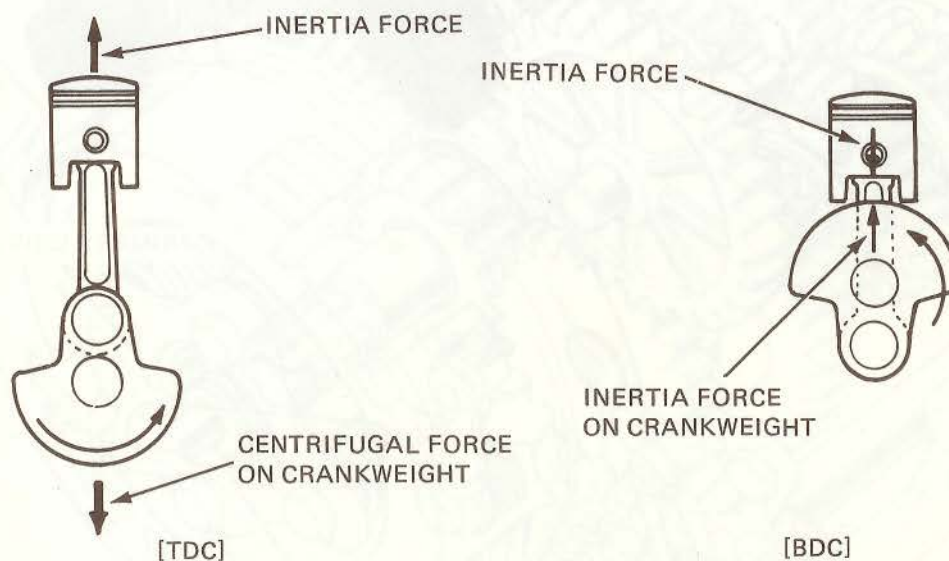 INERTIA FORCE
INERTIA FORCE
INERTIA FORCE
ON CRANKWEIGHT
CENTRIFUGAL FORCE
ON CRANKWEIGHT
[TDC]
[BDC]